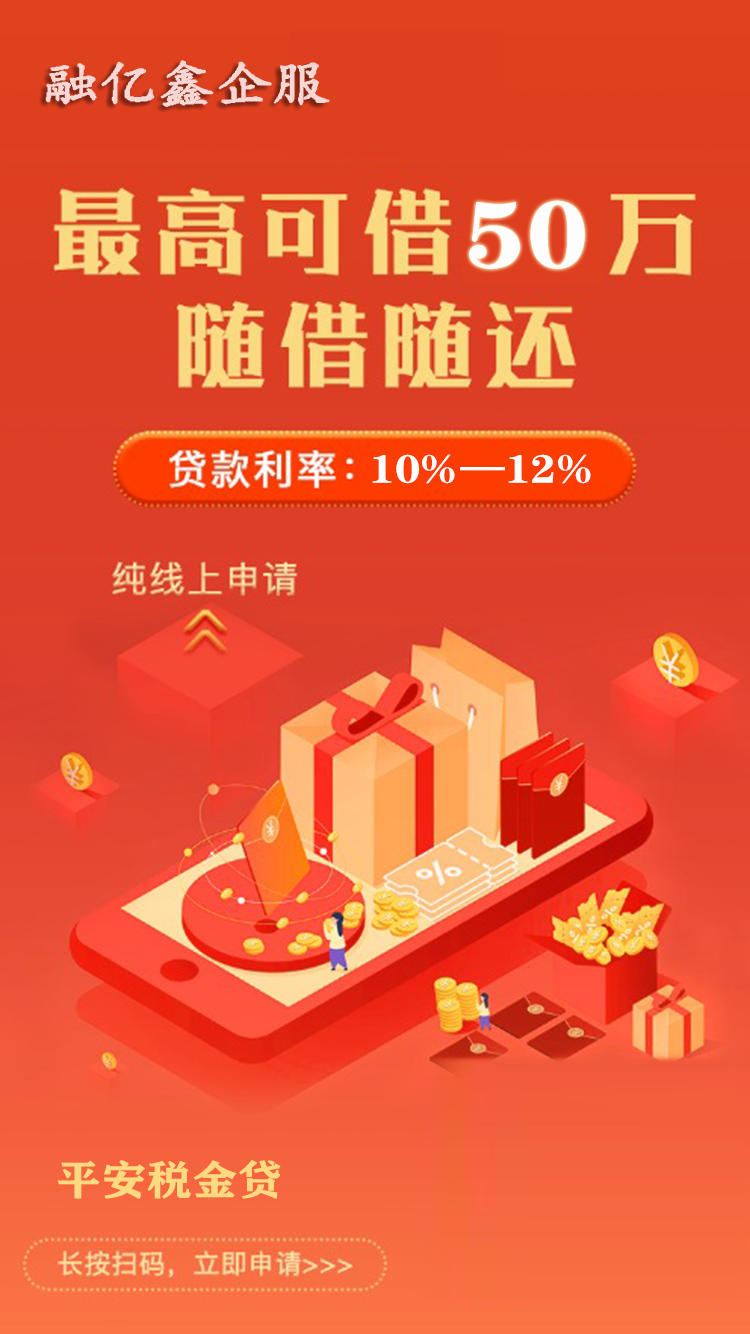 融亿鑫企服
最高可借50万
随借随还
贷款利率：10%—12%
纯线上申请
%
平安税金贷
长按扫码，立即申请>>>